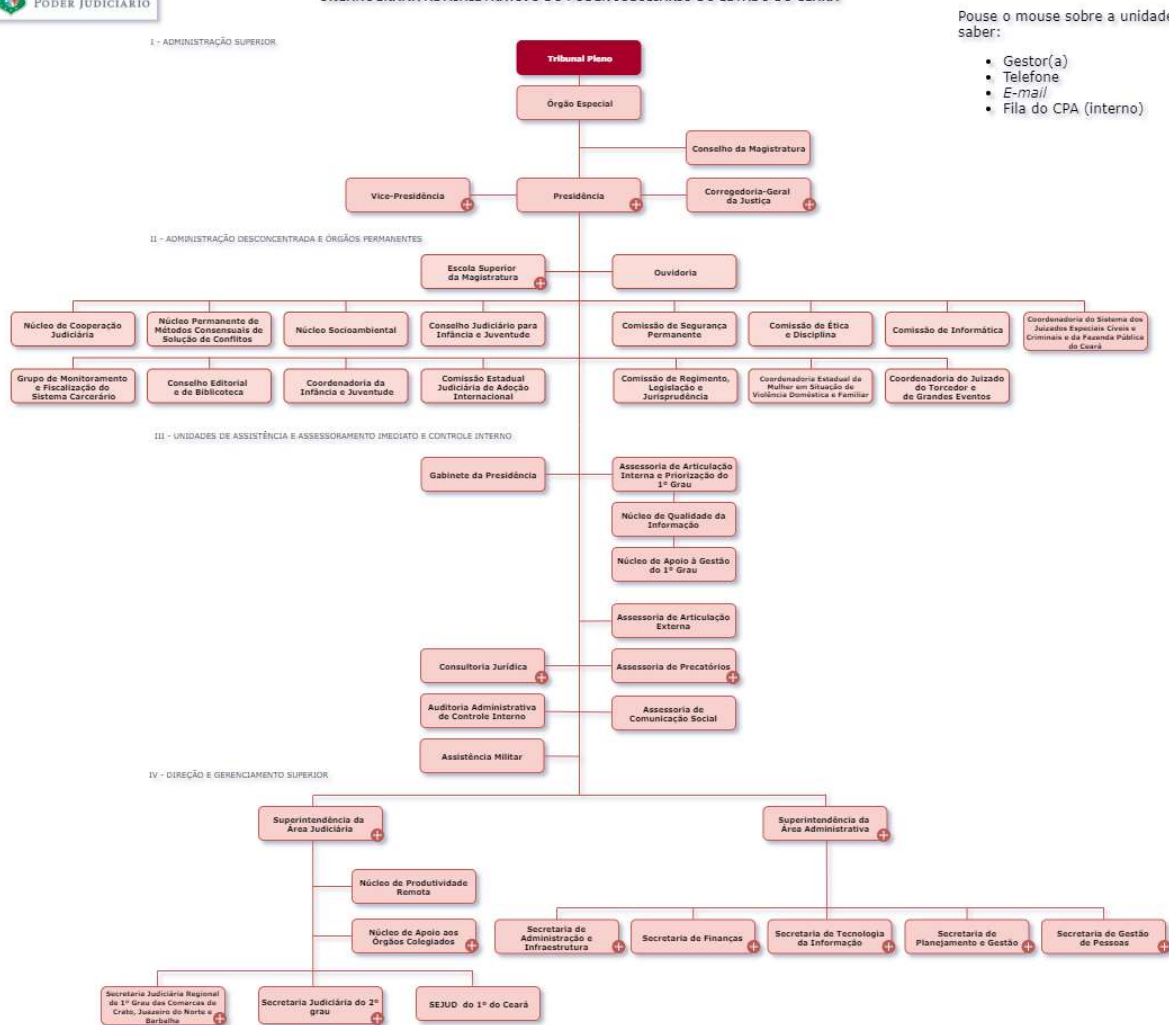 PODER JUDICIÁRIO
Pouse o mouse sobre a unidade
saber:
• Gestor(a)
• Telefone
• E-mail
• Fila do CPA (interno)
I - ADMINISTRAÇÃO SUPERIOR
Tribunal Pleno
Órgão Especial
Conselho da Magistratura
Vice-Presidência
Presidência
Corregedoria-Geral
da Justiça
II - ADMINISTRAÇÃO DESCONCENTRADA E ÓRGÃOS PERMANENTES
Escola Superior
da Magistratura
Ouvidoria
Núcleo de Cooperação
Judiciária
Núcleo Permanente de
Métodos Consensuais de
Solução de Conflitos
Núcleo Socioambiental
Conselho Judiciário para
Infância e Juventude
Comissão de Segurança
Permanente
Comissão de Ética
e Disciplina
Comissão de Informática
Coordenadoria do Sistema dos
Juizados Especiais Cíveis e
Criminais e da Fazenda Pública
do Ceará
Grupo de Monitoramento
e Fiscalização do
Sistema Carcerário
Conselho Editorial
e de Biblioteca
Coordenadoria da
Infância e Juventude
Comissão Estadual
Judiciária de Adoção
Internacional
Comissão de Regimento,
Legislação e
Jurisprudência
Coordenadoria Estadual da
Mulher em Situação de
Violência Doméstica e Familiar
Coordenadoria do Juizado
do Torcedor e
de Grandes Eventos
III - UNIDADES DE ASSISTÊNCIA E ASSESSORAMENTO IMEDIATO E CONTROLE INTERNO
Gabinete da Presidência
Assessoria de Articulação
Interna e Priorização do
1º Grau
Núcleo de Qualidade da
Informação
Núcleo de Apoio à Gestão
do 1º Grau
Assessoria de Articulação
Externa
Consultoria Jurídica
Assessoria de Precatórios
Auditoria Administrativa
de Controle Interno
Assessoria de
Comunicação Social
Assistência Militar
IV - DIREÇÃO E GERENCIAMENTO SUPERIOR
Superintendência da
Área Judiciária
Superintendência da
Área Administrativa
Núcleo de Produtividade
Remota
Núcleo de Apoio aos
Órgãos Colegiados
Secretaria de
Administração e
Infraestrutura
Secretaria de Finanças
Secretaria de Tecnologia
da Informação
Secretaria de
Planejamento e Gestão
Secretaria de Gestão
de Pessoas
Secretaria Judiciária Regional
de 1º Grau das Comarcas de
Crato, Juazeiro do Norte e
Barbalha
Secretaria Judiciária do 2º
grau
SEJUD do 1º do Ceará